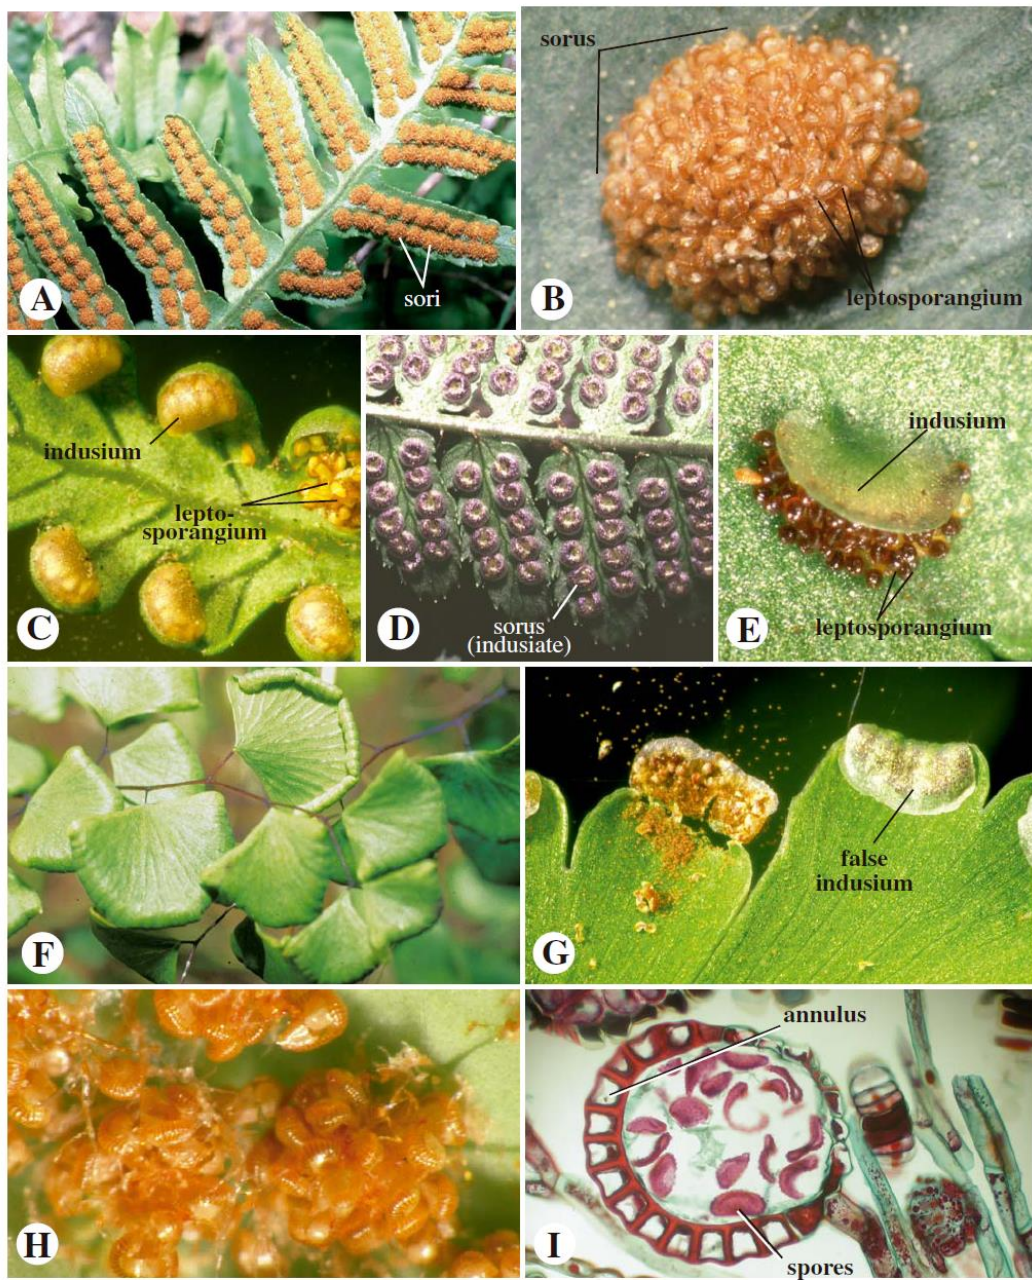 sori
A
sorus
leptosporangium
B
indusium
lepto-
sporangium
C
sorus
(indusiate)
D
indusium
leptosporangium
E
F
false
indusium
G
H
annulus
spores
I